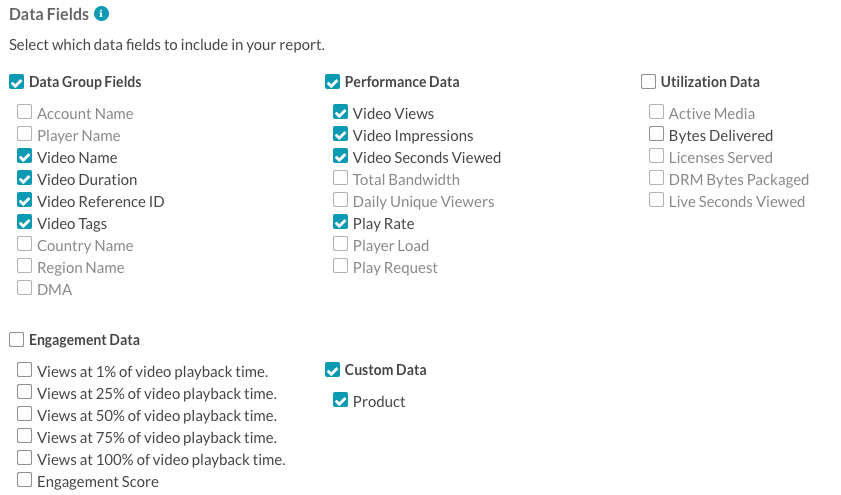 Data Fields i
Select which data fields to include in your report.
Data Group Fields
Account Name
Player Name
Video Name
Video Duration
Video Reference ID
Video Tags
Country Name
Region Name
DMA
Performance Data
Video Views
Video Impressions
Video Seconds Viewed
Total Bandwidth
Daily Unique Viewers
Play Rate
Player Load
Play Request
Utilization Data
Active Media
Bytes Delivered
Licenses Served
DRM Bytes Packaged
Live Seconds Viewed
Engagement Data
Views at 1% of video playback time.
Views at 25% of video playback time.
Views at 50% of video playback time.
Views at 75% of video playback time.
Views at 100% of video playback time.
Engagement Score
Custom Data
Product